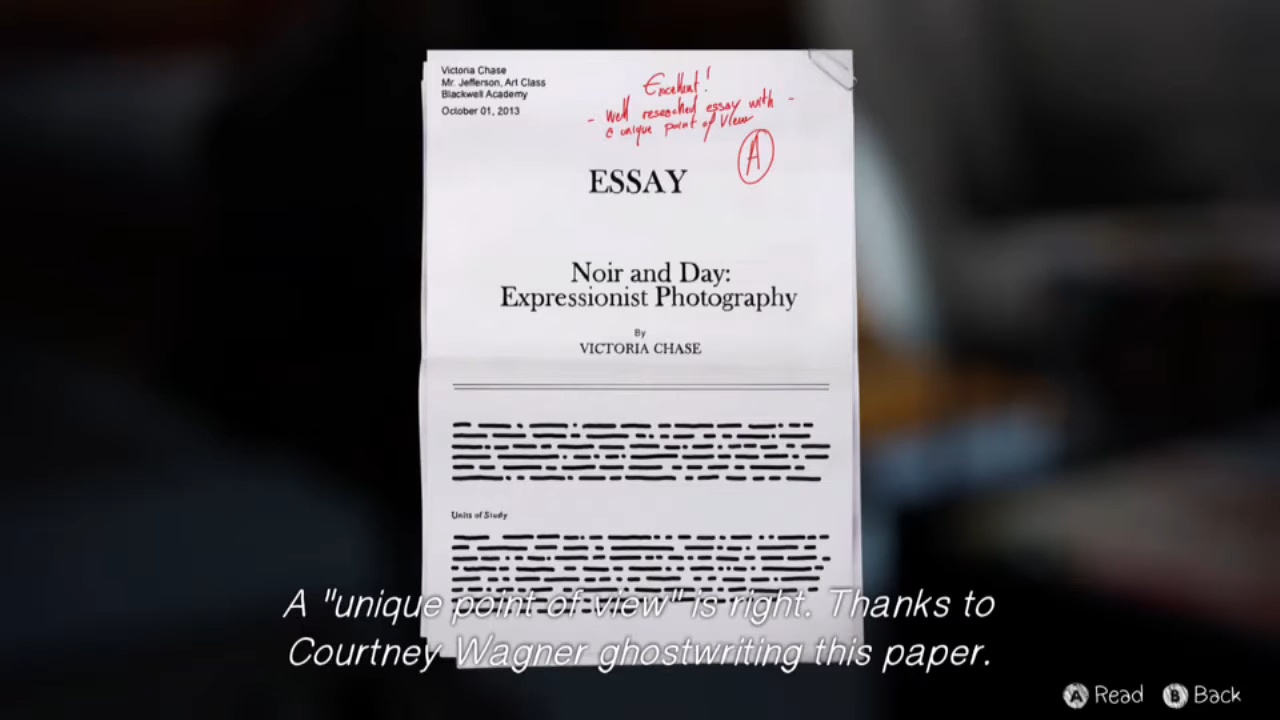 Victoria Chase
Mr. Jefferson, Art Class
Blackwell Academy
October 01, 2013
Excellent!
- Well reseached essay with -
a unique point of View
A
ESSAY
Noir and Day:
Expressionist Photography
By
VICTORIA CHASE
Units of Study
A "unique point of view" is right. Thanks to
Courtney Wagner ghostwriting this paper.
A Read B Back